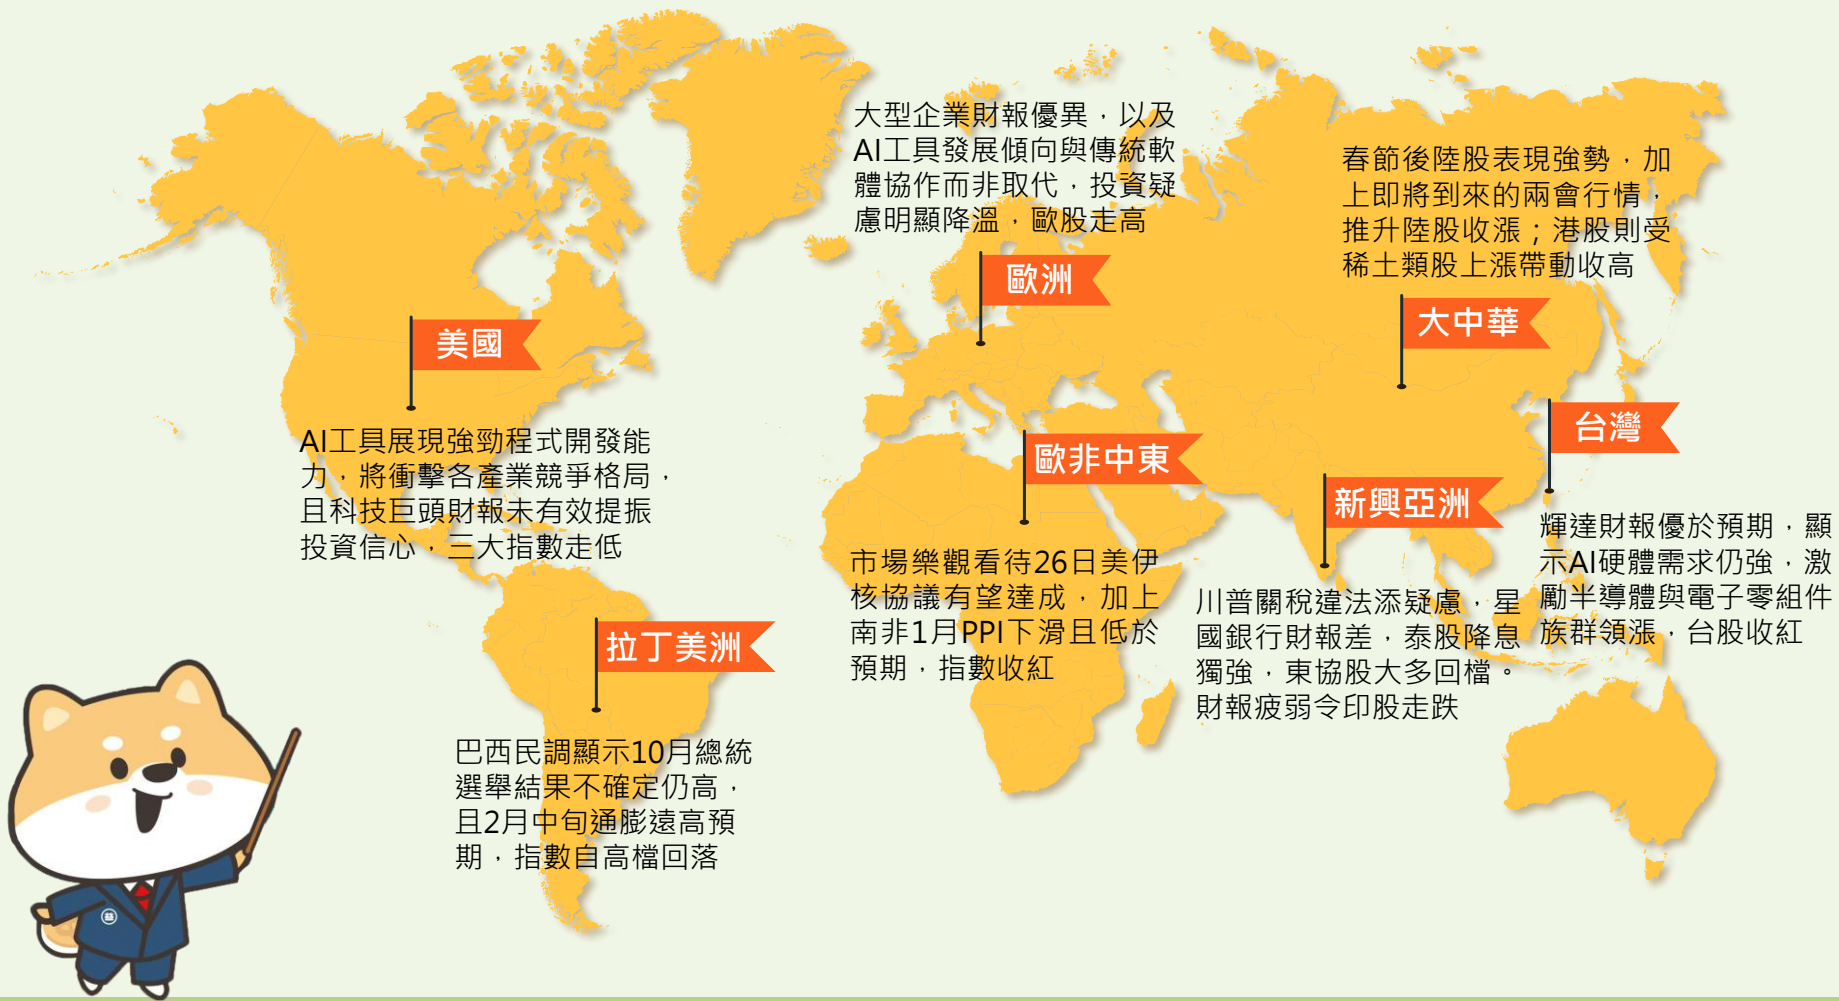 美國
AI工具展現強勁程式開發能
力，將衝擊各產業競爭格局，
且科技巨頭財報未有效提振
投資信心，三大指數走低
拉丁美洲
巴西民調顯示10月總統
選舉結果不確定仍高，
且2月中旬通膨遠高預
期，指數自高檔回落
大型企業財報優異，以及
AI工具發展傾向與傳統軟
體協作而非取代，投資疑
慮明顯降溫，歐股走高
歐洲
歐非中東
市場樂觀看待26日美伊
核協議有望達成，加上
南非1月PPI下滑且低於
預期，指數收紅
春節後陸股表現強勢，加
上即將到來的兩會行情，
推升陸股收漲；港股則受
稀土類股上漲帶動收高
大中華
新興亞洲
川普關稅違法添疑慮，星
國銀行財報差，泰股降息
獨強，東協股大多回檔。
財報疲弱令印股走跌
台灣
輝達財報優於預期，顯
示AI硬體需求仍強，激
勵半導體與電子零組件
族群領漲，台股收紅
益